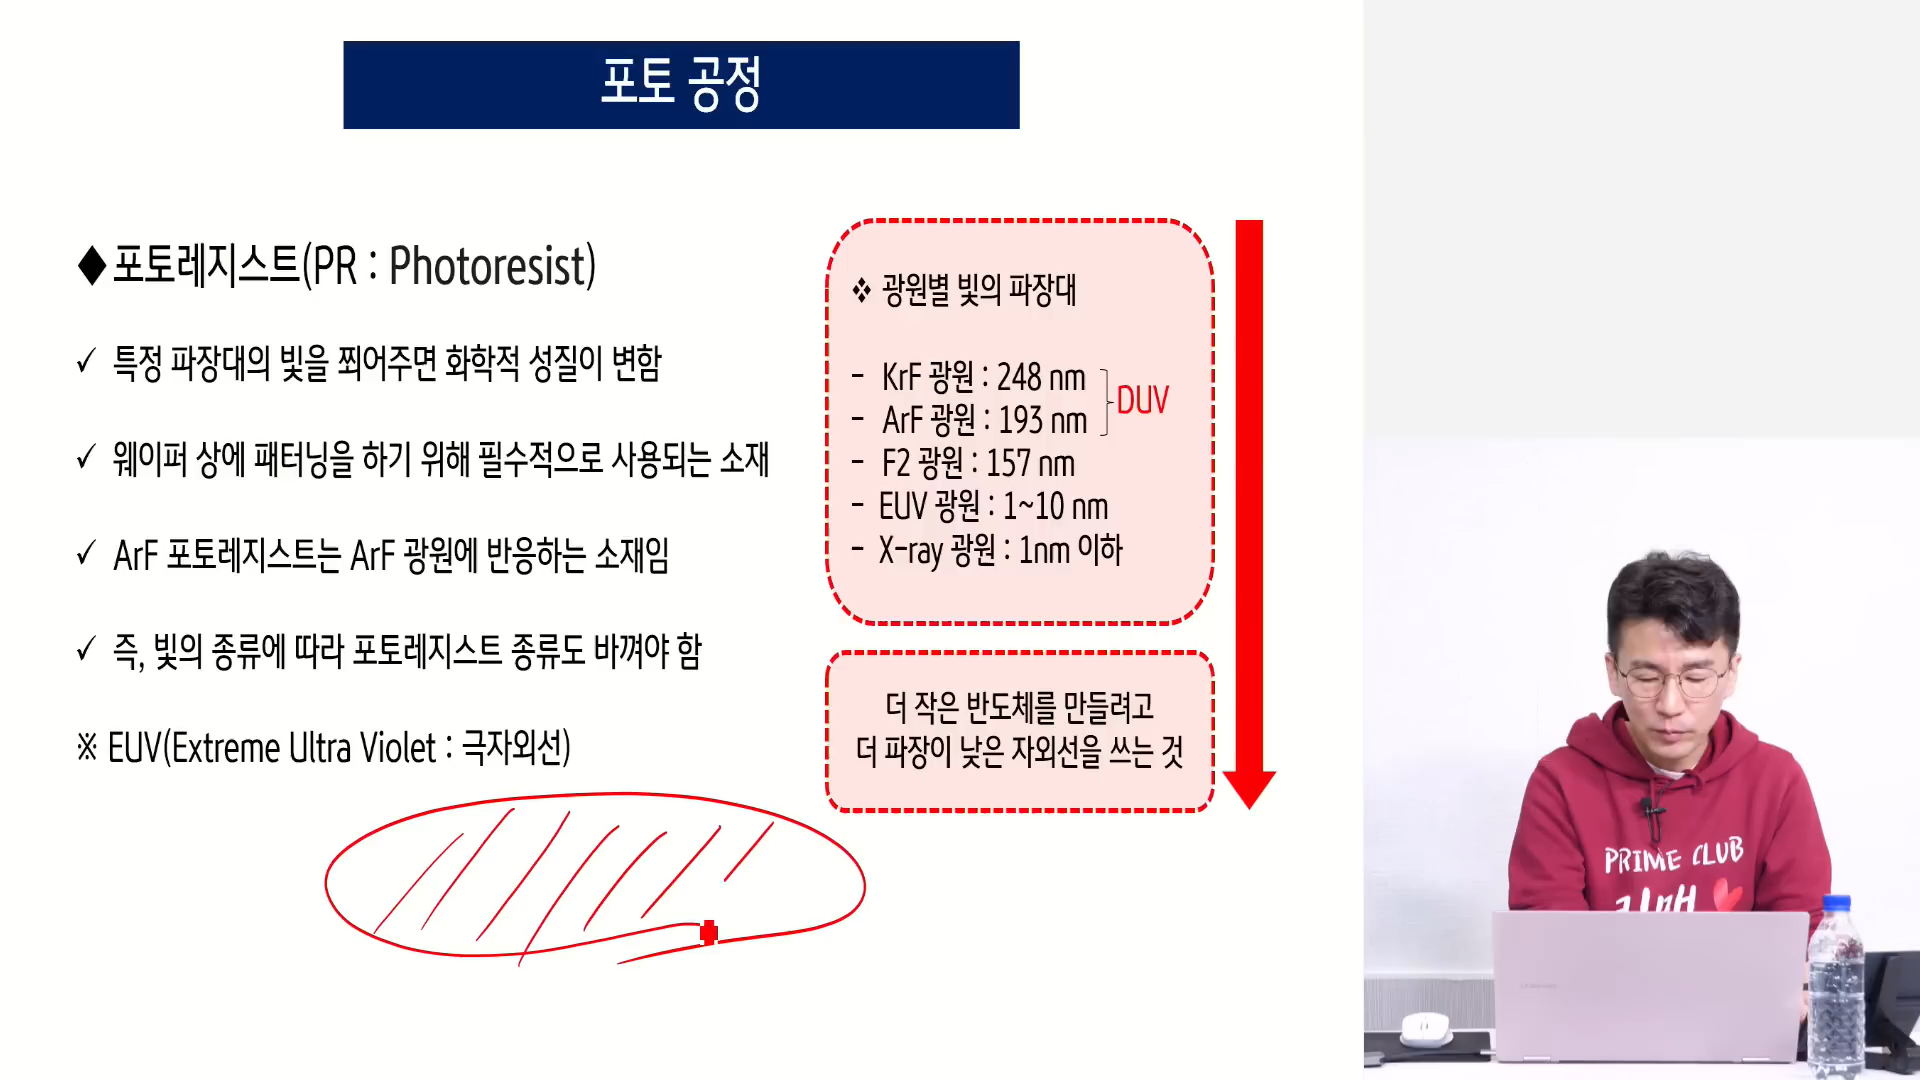 포토 공정
◆포토레지스트(PR : Photoresist)
✓ 특정 파장대의 빛을 쬐어주면 화학적 성질이 변함
✓ 웨이퍼 상에 패터닝을 하기 위해 필수적으로 사용되는 소재
✓ ArF 포토레지스트는 ArF 광원에 반응하는 소재임
✓ 즉, 빛의 종류에 따라 포토레지스트 종류도 바껴야 함
※ EUV(Extreme Ultra Violet : 극자외선)
❖ 광원별 빛의 파장대
- KrF 광원 : 248 nm
- ArF 광원 : 193 nm
DUV
- F2 광원 : 157 nm
- EUV 광원 : 1~10 nm
- X-ray 광원 : 1nm 이하
더 작은 반도체를 만들려고
더 파장이 낮은 자외선을 쓰는 것
PRIME CLUB